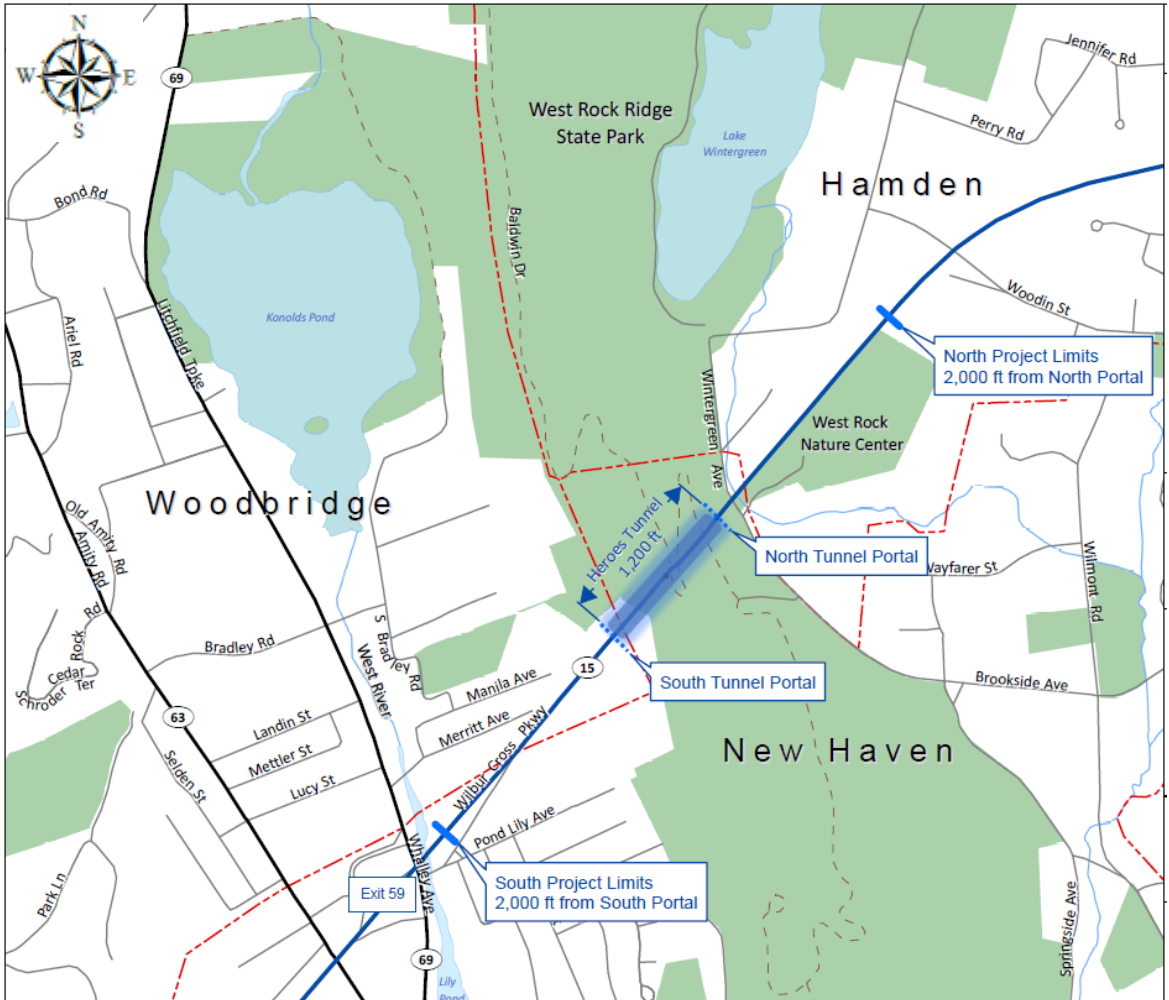 N
W
E
S
69
Jennifer Rd
Perry Rd
West Rock Ridge
State Park
Lake
Wintergreen
Hamden
Bond Rd
Baldwin Dr
Woodin St
Ariel Rd
Litchfield Tpke
Konolds Pond
North Project Limits
2,000 ft from North Portal
Wintergreen Ave
West Rock
Nature Center
Woodbridge
Old Amity Rd
Amity Rd
Heroes Tunnel
1,200 ft
North Tunnel Portal
Wayfarer St
Wilmont Rd
Rock Rd
Bradley Rd
S Bradley Rd
West River
Cedar
Schroder Ter
15
Manila Ave
South Tunnel Portal
Brookside Ave
63
Landin St
Merritt Ave
Mettler St
Wilbur Cross Pkwy
New Haven
Selden St
Lucy St
Pond Lily Ave
Whalley Ave
Exit 59
South Project Limits
2,000 ft from South Portal
Park Ln
Springside Ave
69
Lily
Pond